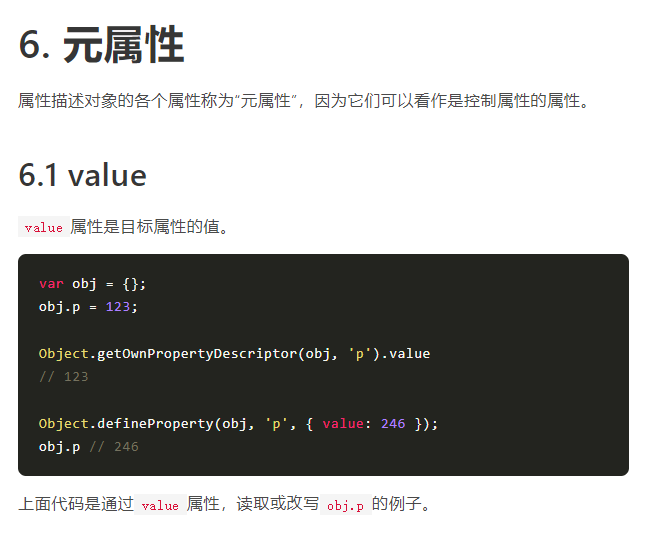 6. 元属性
属性描述对象的各个属性称为“元属性”，因为它们可以看作是控制属性的属性。
6.1 value
value 属性是目标属性的值。
var obj = {};
obj.p = 123;
Object.getOwnPropertyDescriptor(obj, 'p').value
// 123
Object.defineProperty(obj, 'p', { value: 246 });
obj.p // 246
上面代码是通过 value 属性，读取或改写 obj.p 的例子。